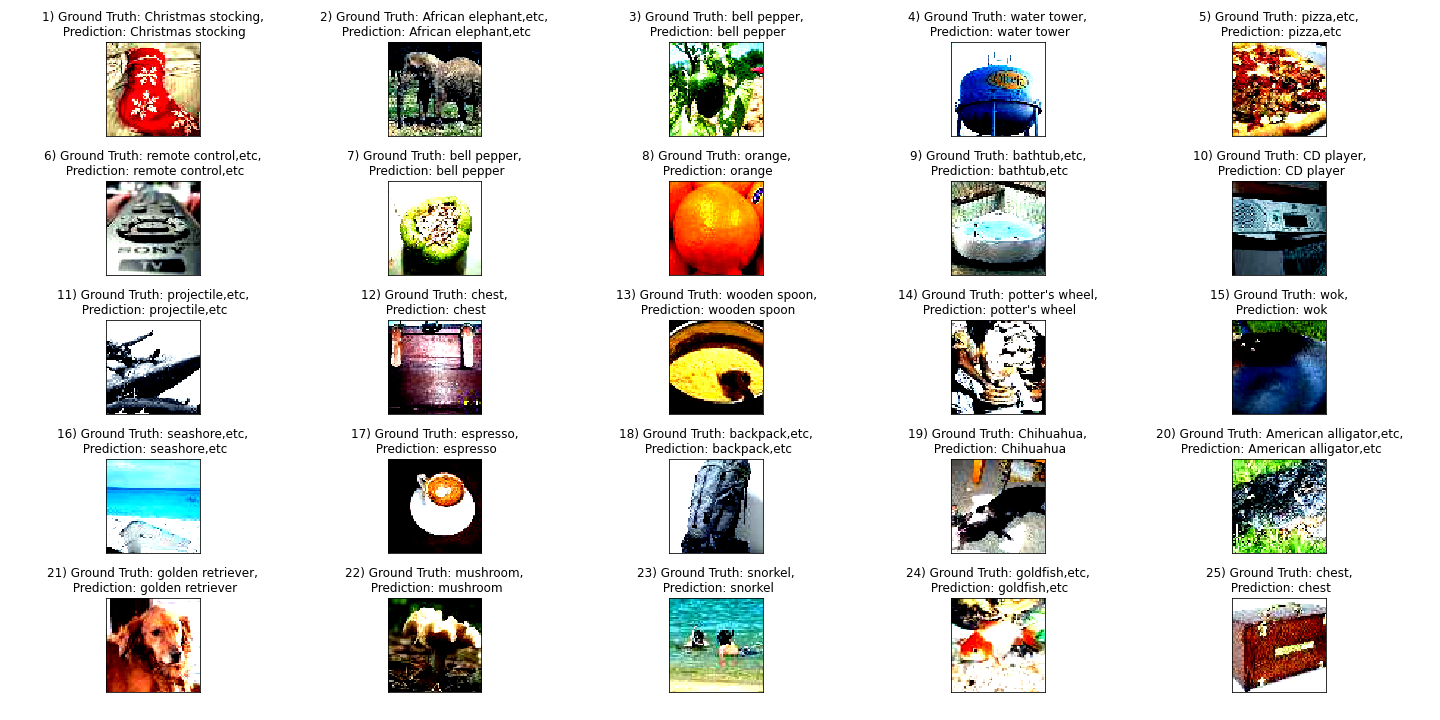 1) Ground Truth: Christmas stocking,
Prediction: Christmas stocking
2) Ground Truth: African elephant,etc,
Prediction: African elephant,etc
3) Ground Truth: bell pepper,
Prediction: bell pepper
4) Ground Truth: water tower,
Prediction: water tower
5) Ground Truth: pizza,etc,
Prediction: pizza,etc
6) Ground Truth: remote control,etc,
Prediction: remote control,etc
SONY
TV
7) Ground Truth: bell pepper,
Prediction: bell pepper
8) Ground Truth: orange,
Prediction: orange
9) Ground Truth: bathtub,etc,
Prediction: bathtub,etc
10) Ground Truth: CD player,
Prediction: CD player
11) Ground Truth: projectile,etc,
Prediction: projectile,etc
12) Ground Truth: chest,
Prediction: chest
13) Ground Truth: wooden spoon,
Prediction: wooden spoon
14) Ground Truth: potter's wheel,
Prediction: potter's wheel
15) Ground Truth: wok,
Prediction: wok
16) Ground Truth: seashore,etc,
Prediction: seashore,etc
17) Ground Truth: espresso,
Prediction: espresso
18) Ground Truth: backpack,etc,
Prediction: backpack,etc
19) Ground Truth: Chihuahua,
Prediction: Chihuahua
20) Ground Truth: American alligator,etc,
Prediction: American alligator,etc
21) Ground Truth: golden retriever,
Prediction: golden retriever
22) Ground Truth: mushroom,
Prediction: mushroom
23) Ground Truth: snorkel,
Prediction: snorkel
24) Ground Truth: goldfish,etc,
Prediction: goldfish,etc
25) Ground Truth: chest,
Prediction: chest